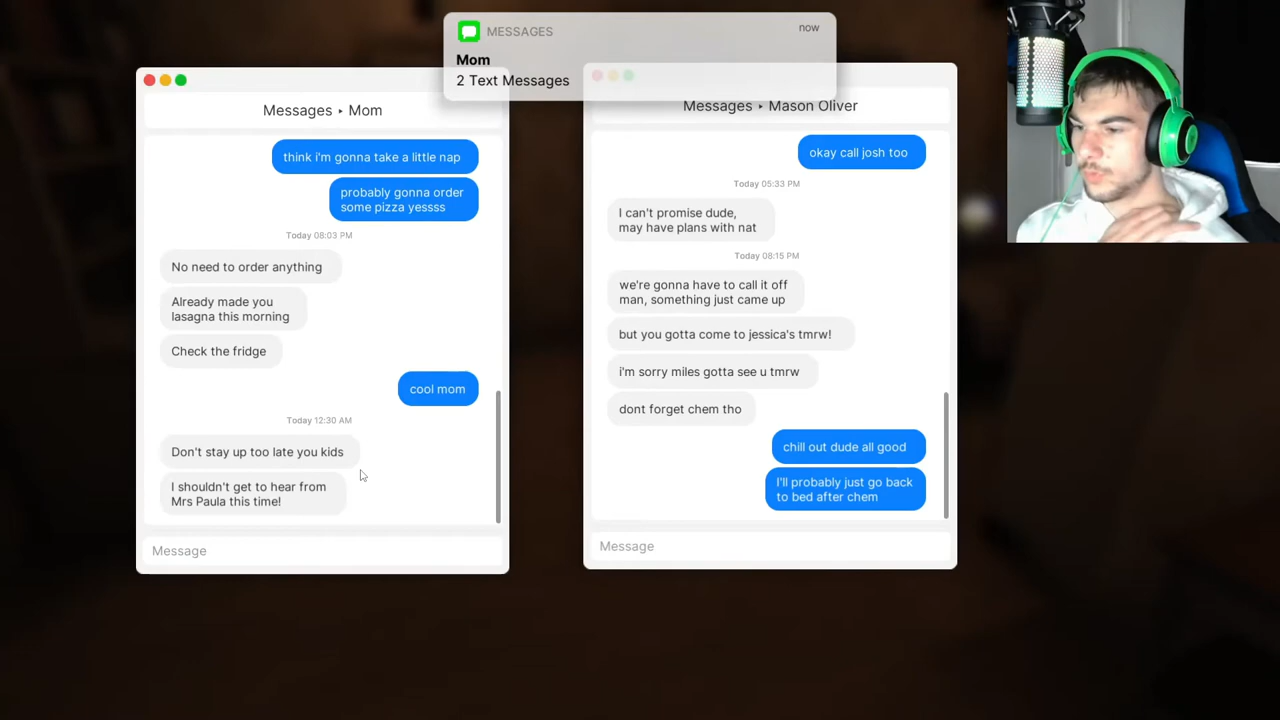 MESSAGES
now
Mom
2 Text Messages
Messages ▸ Mom
think i'm gonna take a little nap
probably gonna order
some pizza yessss
Today 08:03 PM
No need to order anything
Already made you
lasagna this morning
Check the fridge
cool mom
Today 12:30 AM
Don't stay up too late you kids
I shouldn't get to hear from
Mrs Paula this time!
Message
Messages ▸ Mason Oliver
okay call josh too
Today 05:33 PM
I can't promise dude,
may have plans with nat
Today 08:15 PM
we're gonna have to call it off
man, something just came up
but you gotta come to jessica's tmrw!
i'm sorry miles gotta see u tmrw
dont forget chem tho
chill out dude all good
I'll probably just go back
to bed after chem
Message